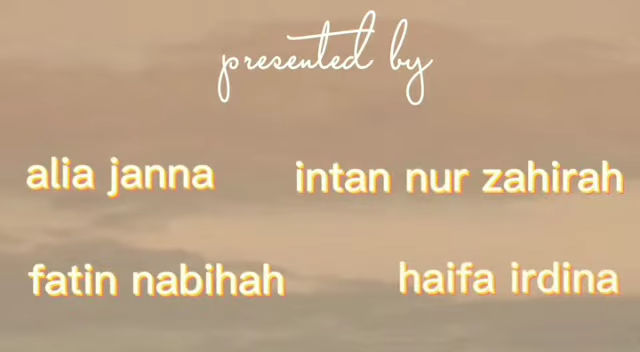 presented by
alia janna
intan nur zahirah
fatin nabihah
haifa irdina